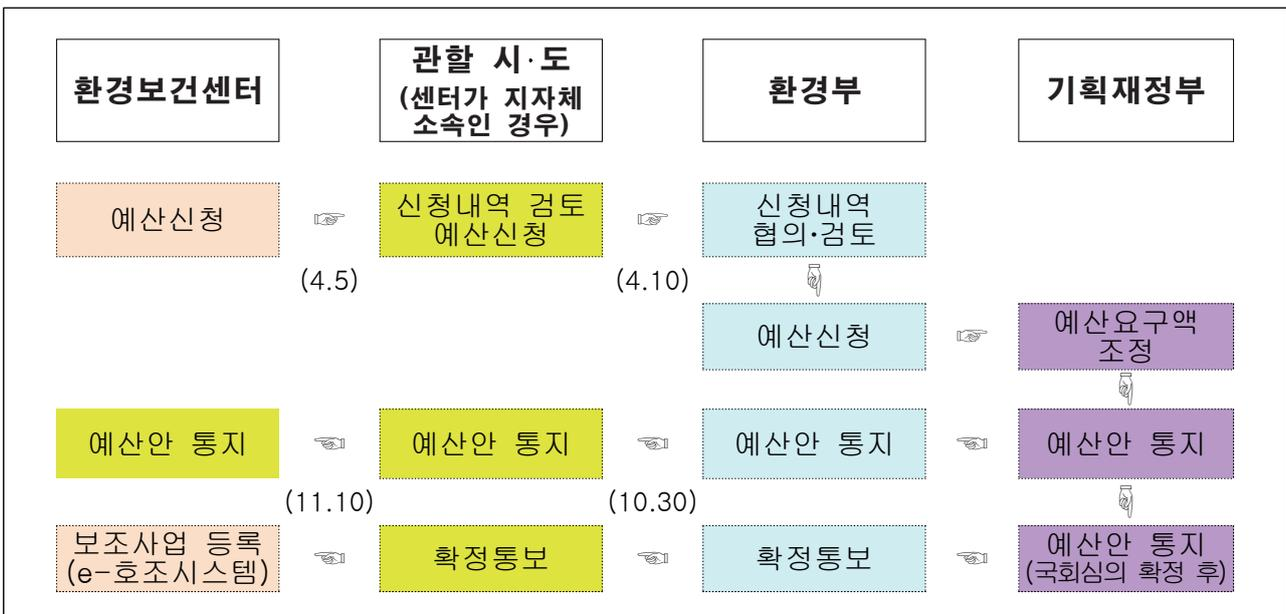 환경보건센터
관할 시·도
(센터가 지자체
소속인 경우)
환경부
기획재정부
예산신청
신청내역 검토
예산신청
신청내역
협의·검토
(4.5)
(4.10)
예산신청
예산요구액
조정
예산안 통지
예산안 통지
예산안 통지
예산안 통지
(11.10)
(10.30)
보조사업 등록
(e-호조시스템)
확정통보
확정통보
예산안 통지
(국회심의 확정 후)